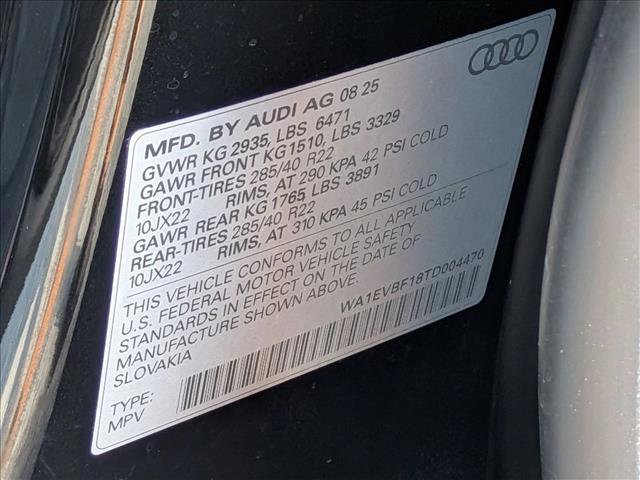 MFD. BY AUDI AG 08 25
GVWR KG 2935, LBS 6471
GAWR FRONT KG1510, LBS 3329
FRONT-TIRES 285/40 R22
10JX22 RIMS, AT 290 KPA 42 PSI COLD
GAWR REAR KG 1765 LBS 3891
REAR-TIRES 285/40 R22
10JX22 RIMS, AT 310 KPA 45 PSI COLD
THIS VEHICLE CONFORMS TO ALL APPLICABLE
U.S. FEDERAL MOTOR VEHICLE SAFETY
STANDARDS IN EFFECT ON THE DATE OF
MANUFACTURE SHOWN ABOVE.
SLOVAKIA
WA1EVBF18TD004470
TYPE:
MPV